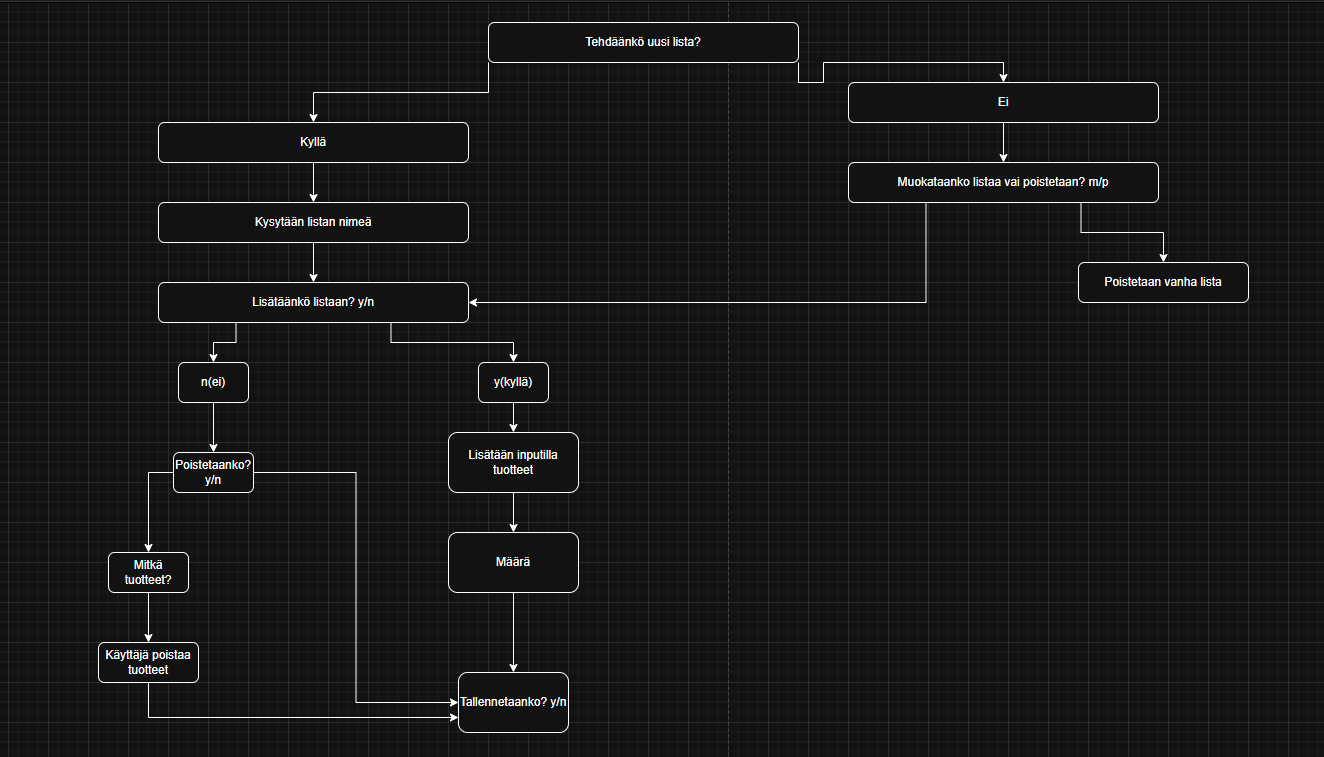 Tehdäänkö uusi lista?
Ei
Kyllä
Muokataanko listaa vai poistetaan? m/p
Kysytään listan nimeä
Poistetaan vanha lista
Lisätäänkö listaan? y/n
n(ei)
y(kyllä)
Lisätään inputilla
tuotteet
Poistetaanko?
y/n
Määrä
Mitkä
tuotteet?
Käyttäjä poistaa
tuotteet
Tallennetaanko? y/n